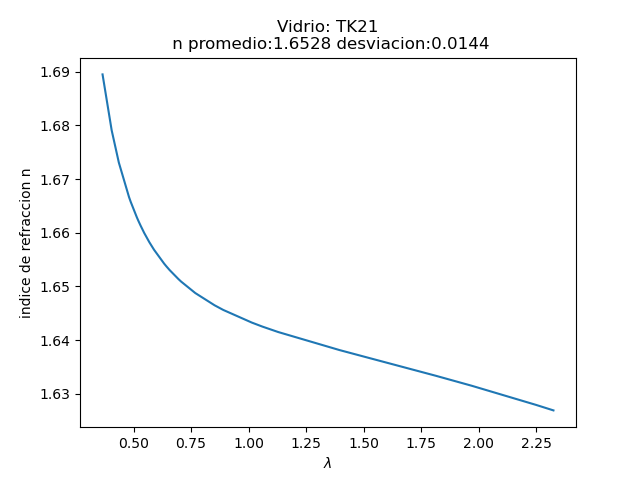 Vidrio: TK21
n promedio:1.6528 desviacion:0.0144
1.69
1.68
1.67
1.66
1.65
1.64
1.63
indice de refraccion n
0.50 0.75 1.00 1.25 1.50 1.75 2.00 2.25
λ